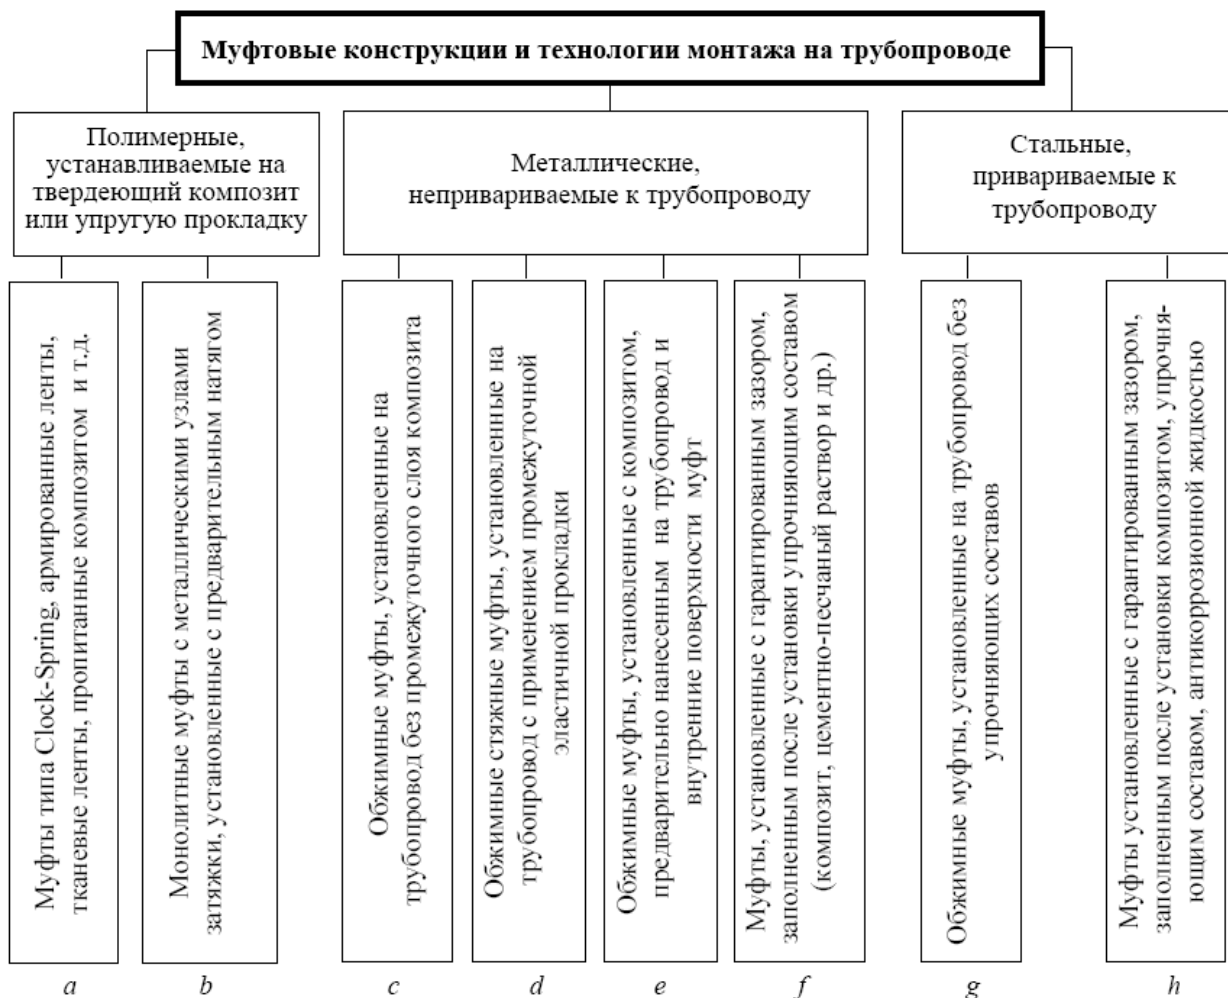 Муфтовые конструкции и технологии монтажа на трубопроводе
Полимерные,
устанавливаемые на
твердеющий композит
или упругую прокладку
Металлические,
непривариваемые к трубопроводу
Стальные,
привариваемые к
трубопроводу
Муфты типа Clock-Spring, армированные ленты,
тканевые ленты, пропитанные композитом и т.д.
Монолитные муфты с металлическими узлами
затяжки, установленные с предварительным натягом
Обжимные муфты, установленные на
трубопровод без промежуточного слоя композита
Обжимные стяжные муфты, установленные на
трубопровод с применением промежуточной
эластичной прокладки
Обжимные муфты, установленные с композитом,
предварительно нанесенным на трубопровод и
внутренние поверхности муфт
Муфты, установленные с гарантированным зазором,
заполненным после установки упрочняющим составом
(композит, цементно-песчаный раствор и др.)
Обжимные муфты, установленные на трубопровод без
упрочняющих составов
Муфты установленные с гарантированным зазором,
заполненным после установки композитом, упрочня-
ющим составом, антикоррозионной жидкостью
a b c d e f g h